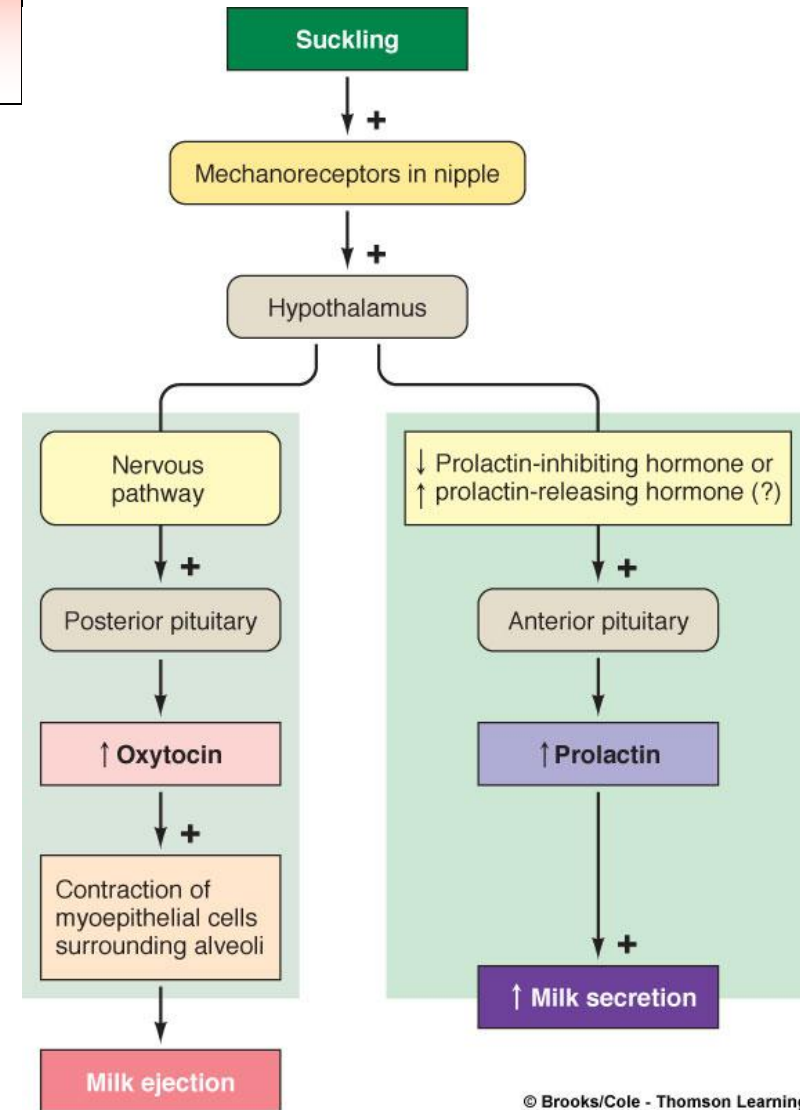 Suckling
+
Mechanoreceptors in nipple
+
Hypothalamus
Nervous
pathway
+
Posterior pituitary
↑ Oxytocin
+
Contraction of
myoepithelial cells
surrounding alveoli
Milk ejection
↓ Prolactin-inhibiting hormone or
↑ prolactin-releasing hormone (?)
+
Anterior pituitary
↑ Prolactin
+
↑ Milk secretion
© Brooks/Cole - Thomson Learning